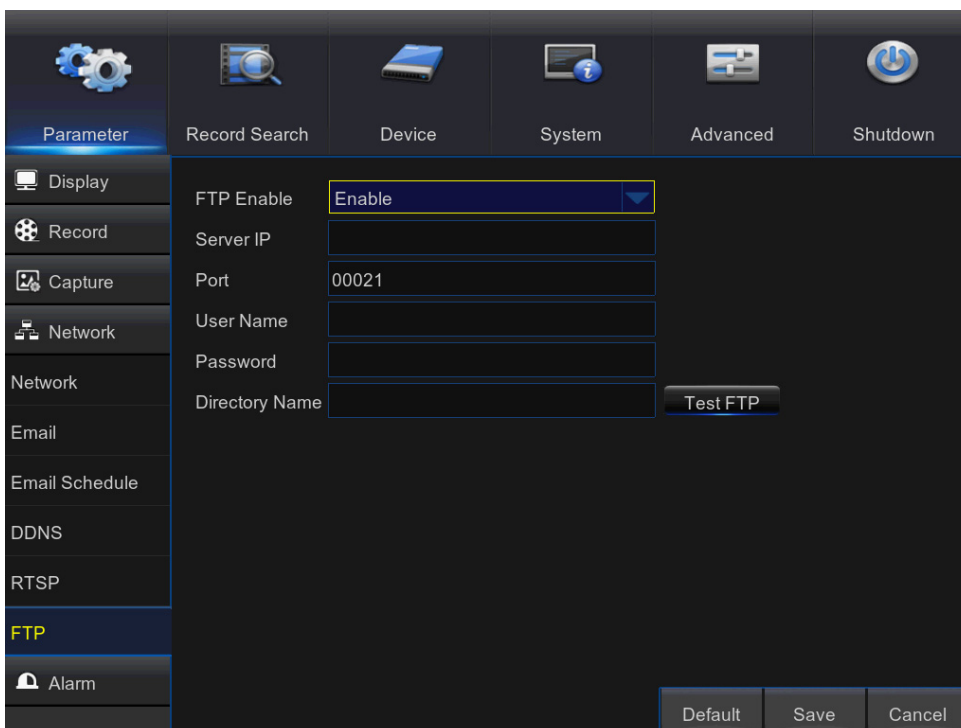 Parameter
Record Search
Device
System
Advanced
Shutdown
Display
Record
Capture
Network
Network
Email
Email Schedule
DDNS
RTSP
FTP
Alarm
FTP Enable Enable
Server IP
Port 00021
User Name
Password
Directory Name Test FTP
Default Save Cancel